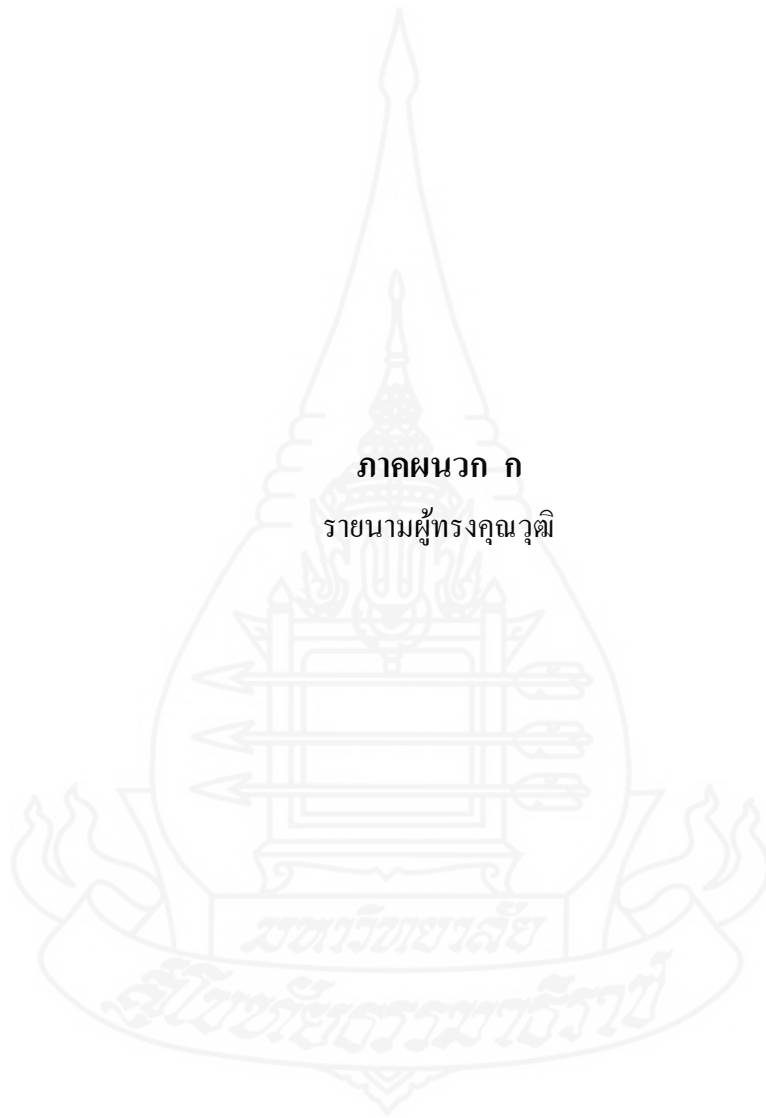 ภาคผนวก ก
รายนามผู้ทรงคุณวุฒิ
มหาวิทยาลัย
สุโขทัยธรรมาธิราช